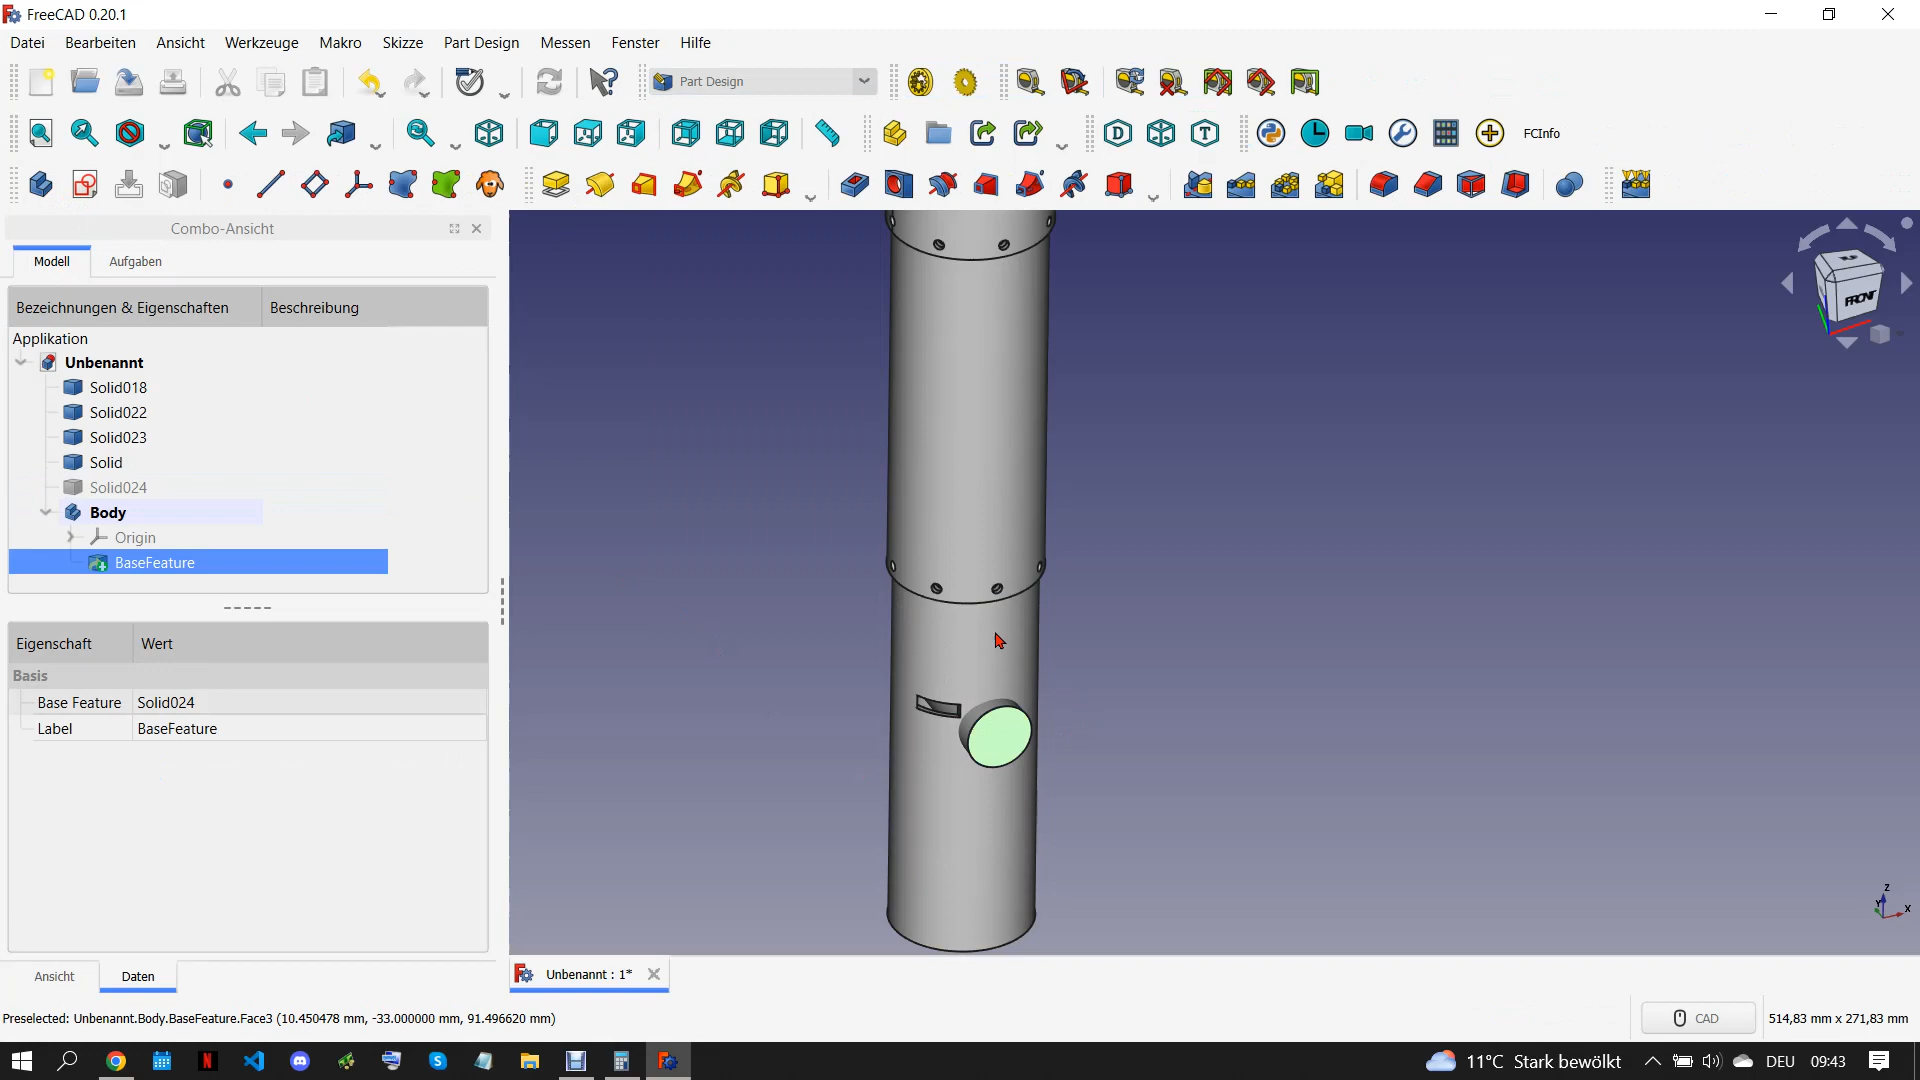 FreeCAD 0.20.1
Datei Bearbeiten Ansicht Werkzeuge Makro Skizze Part Design Messen Fenster Hilfe
Part Design
D T FCInfo
Combo-Ansicht
Modell Aufgaben
Bezeichnungen & Eigenschaften Beschreibung
Applikation
Unbenannt
Solid018
Solid022
Solid023
Solid
Solid024
Body
Origin
BaseFeature
Eigenschaft Wert
Basis
Base Feature Solid024
Label BaseFeature
Ansicht Daten
FRONT
Z
Y
X
Unbenannt : 1*
Preselected: Unbenannt.Body.BaseFeature.Face3 (10.450478 mm, -33.000000 mm, 91.496620 mm)
CAD 514,83 mm x 271,83 mm
11°C Stark bewölkt DEU 09:43